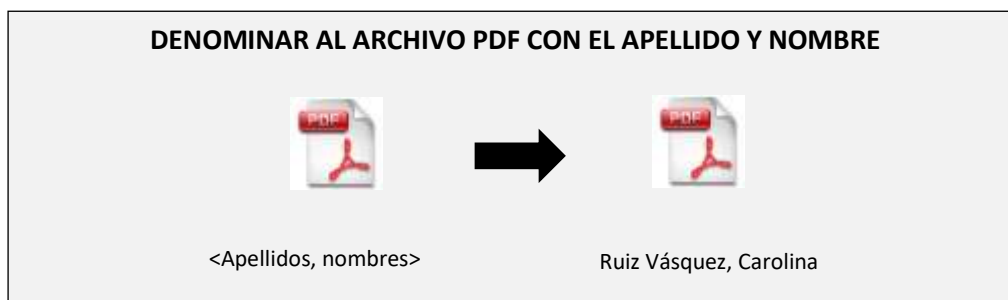 DENOMINAR AL ARCHIVO PDF CON EL APELLIDO Y NOMBRE
PDF PDF
<Apellidos, nombres> Ruiz Vásquez, Carolina